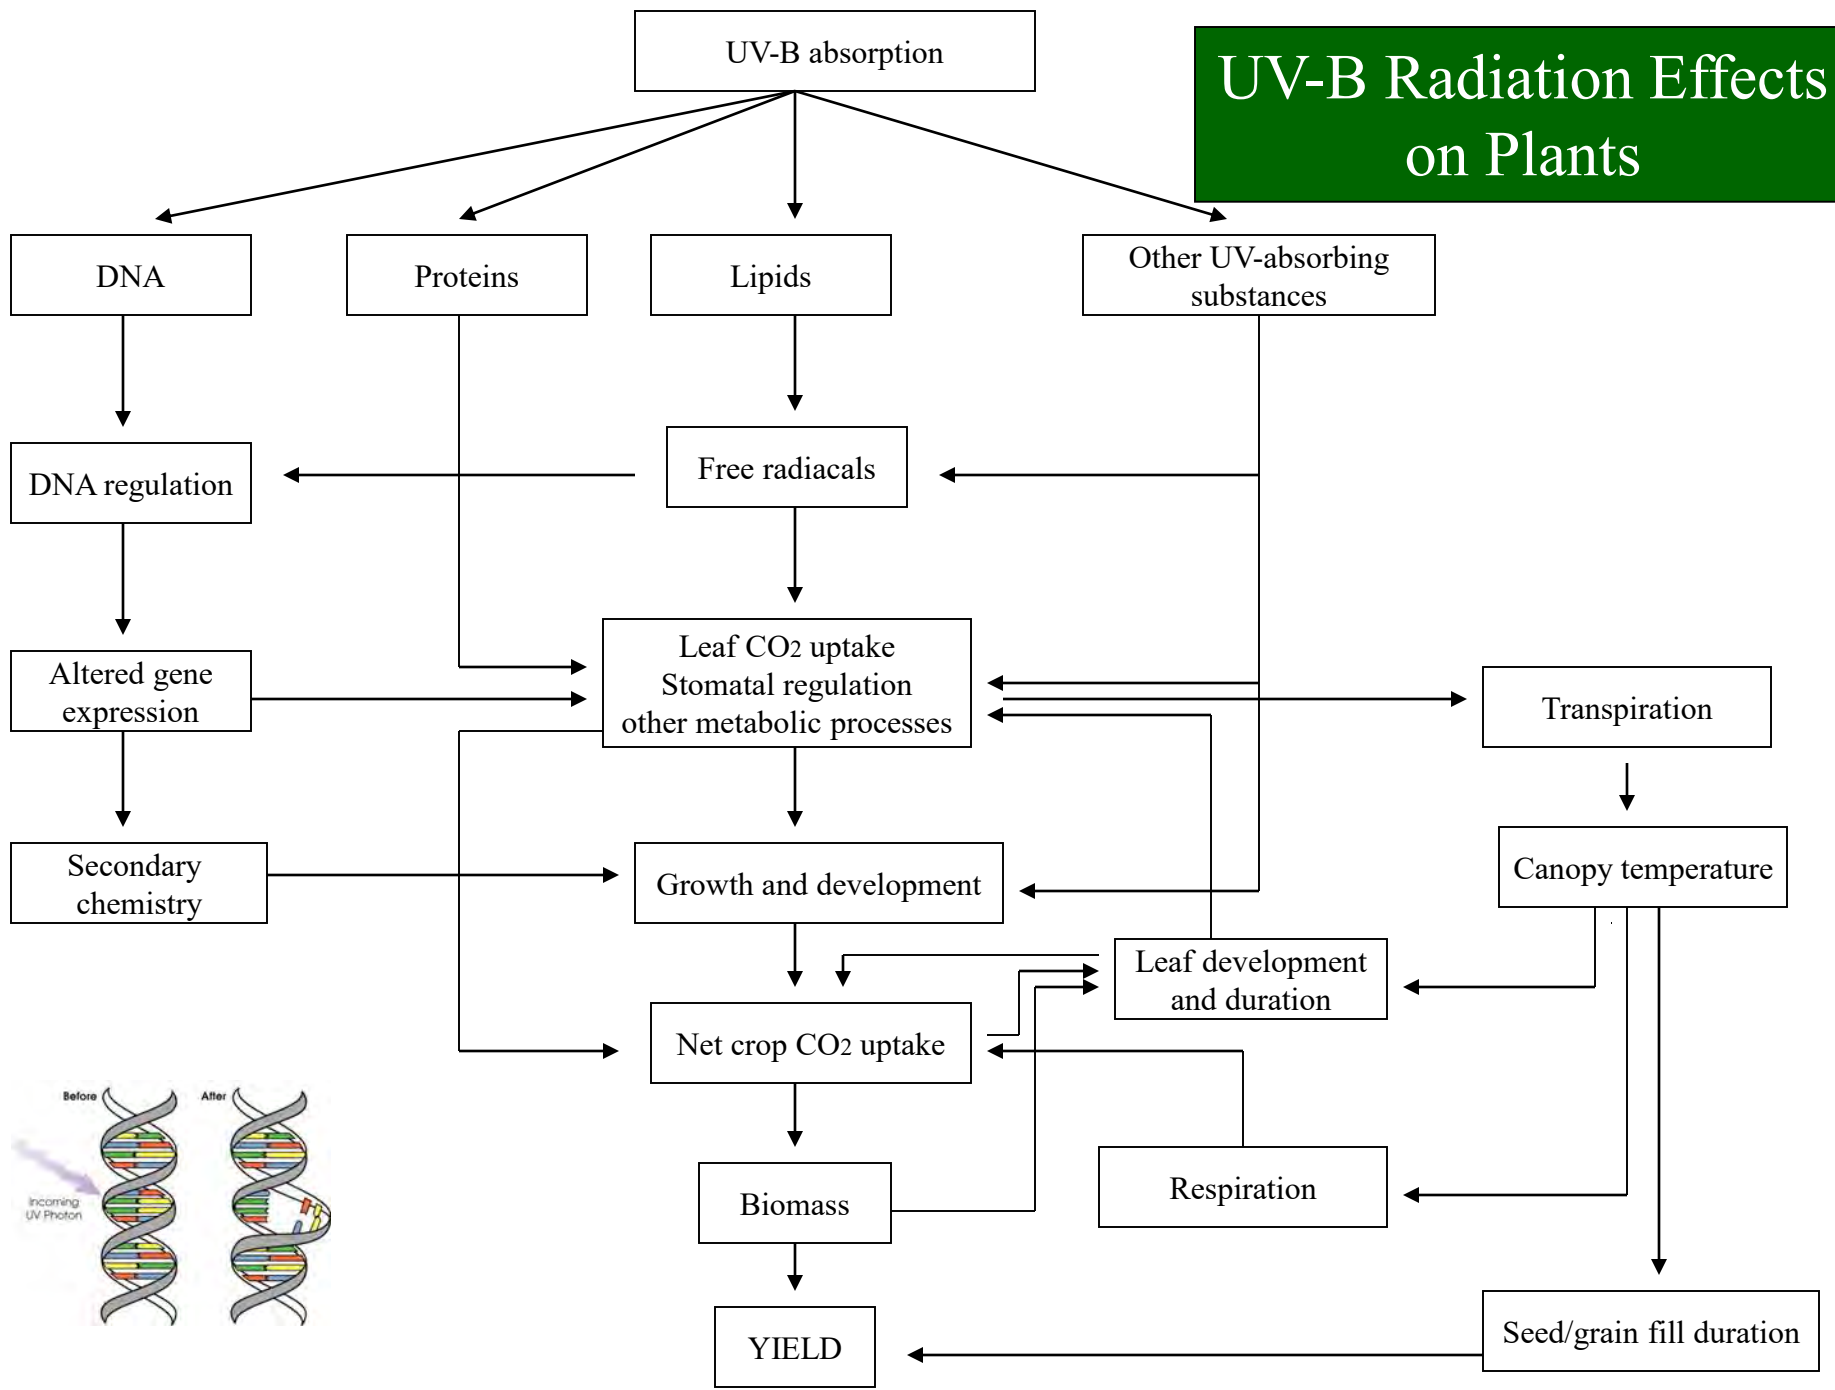 UV-B absorption
UV-B Radiation Effects
on Plants
DNA
Proteins
Lipids
Other UV-absorbing
substances
DNA regulation
Free radiacals
Altered gene
expression
Leaf CO2 uptake
Stomatal regulation
other metabolic processes
Transpiration
Secondary
chemistry
Growth and development
Canopy temperature
Leaf development
and duration
Net crop CO2 uptake
Before
After
Incoming
UV Photon
Biomass
Respiration
YIELD
Seed/grain fill duration